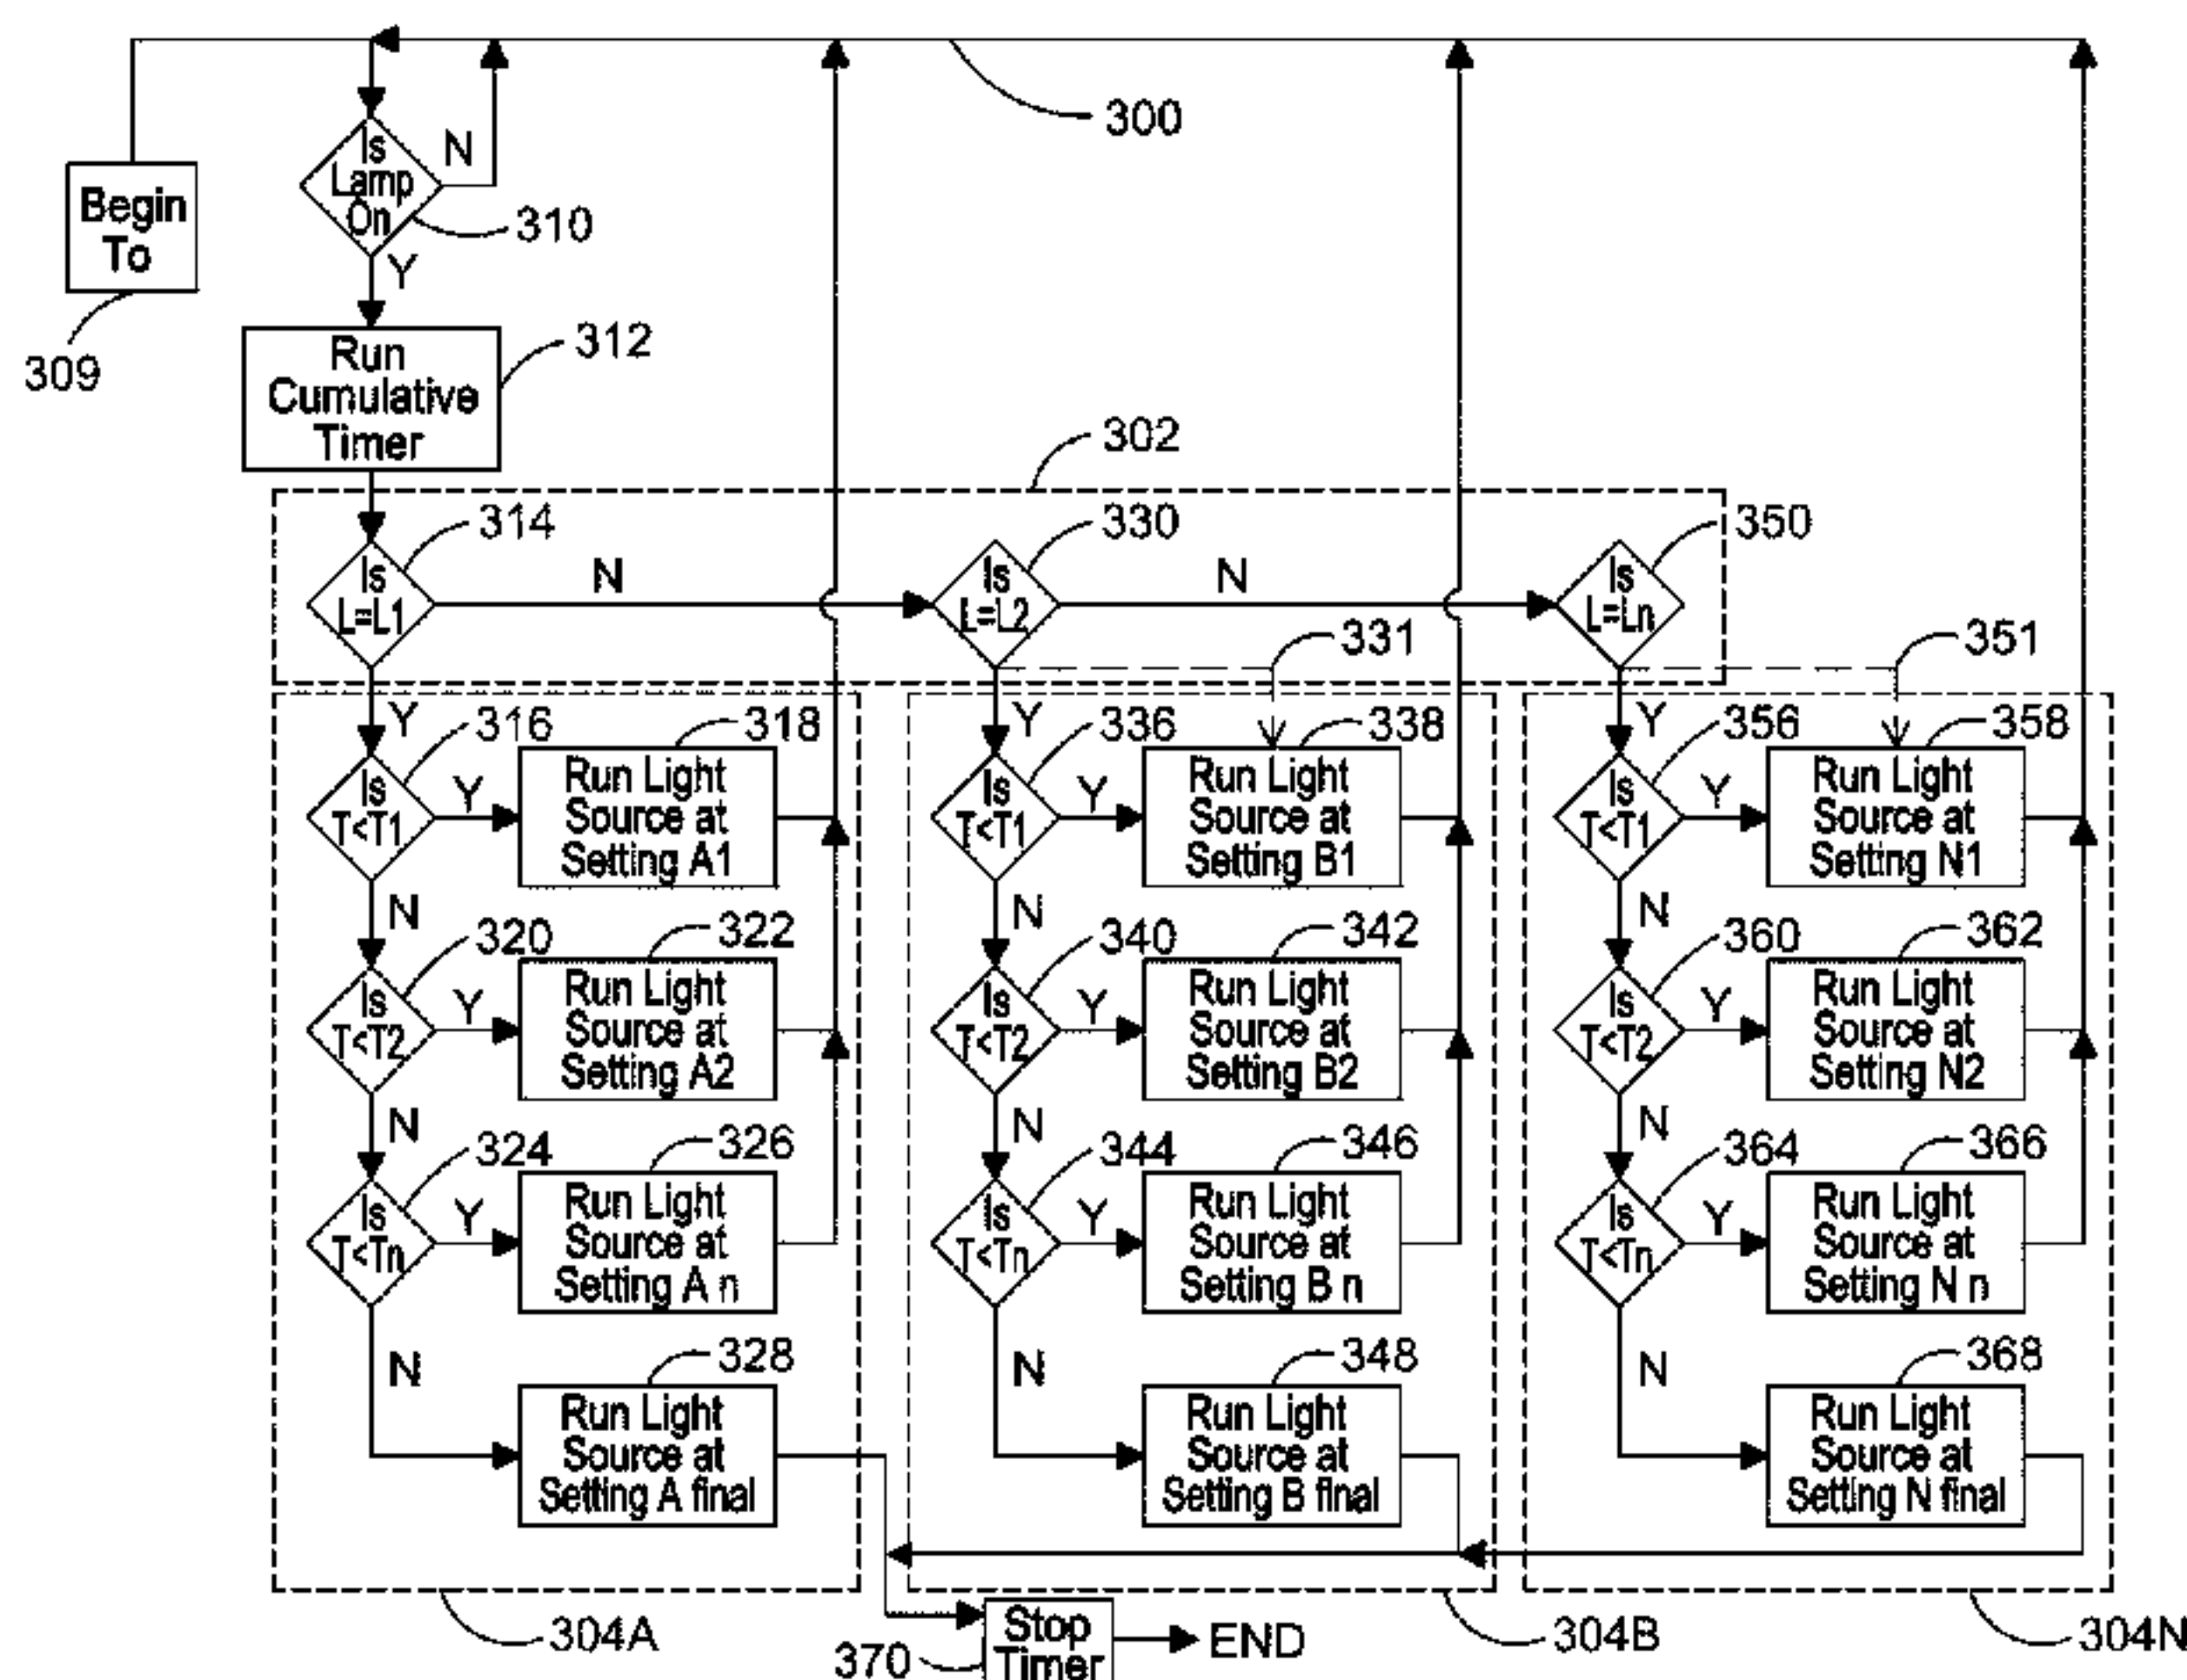 300
Is
Lamp
On
N
310
Y
Begin
To
309
Run
Cumulative
Timer
312
302
314
Is
L=L1
N
330
Is
L=L2
N
350
Is
L=Ln
331
351
Y
316
Is
T<T1
Y
318
Run Light
Source at
Setting A1
N
320
Is
T<T2
Y
322
Run Light
Source at
Setting A2
N
324
Is
T<Tn
Y
326
Run Light
Source at
Setting A n
N
328
Run Light
Source at
Setting A final
304A
Y
336
Is
T<T1
Y
338
Run Light
Source at
Setting B1
N
340
Is
T<T2
Y
342
Run Light
Source at
Setting B2
N
344
Is
T<Tn
Y
346
Run Light
Source at
Setting B n
N
348
Run Light
Source at
Setting B final
304B
Y
356
Is
T<T1
Y
358
Run Light
Source at
Setting N1
N
360
Is
T<T2
Y
362
Run Light
Source at
Setting N2
N
364
Is
T<Tn
Y
366
Run Light
Source at
Setting N n
N
368
Run Light
Source at
Setting N final
304N
370
Stop
Timer
END